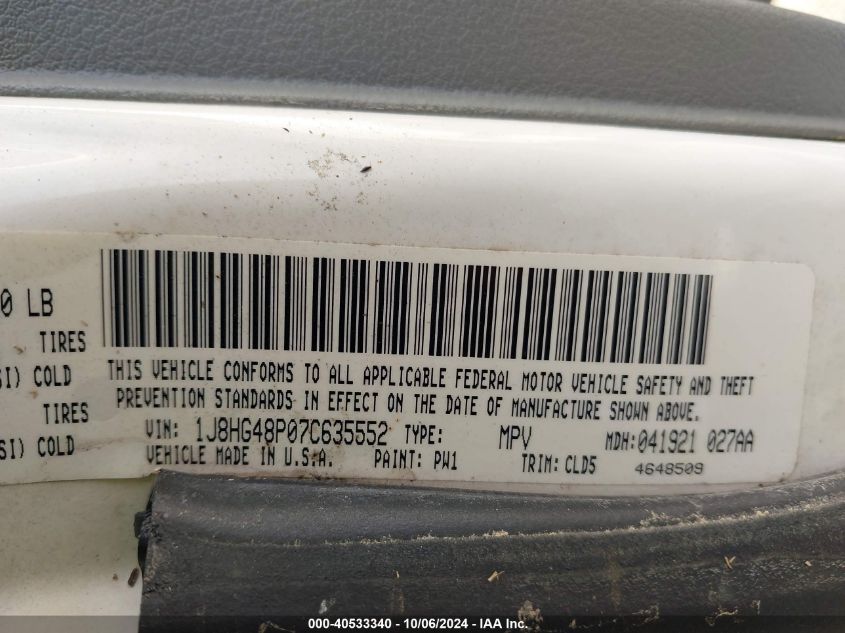 0 LB
TIRES
SI) COLD
TIRES
SI) COLD
THIS VEHICLE CONFORMS TO ALL APPLICABLE FEDERAL MOTOR VEHICLE SAFETY AND THEFT
PREVENTION STANDARDS IN EFFECT ON THE DATE OF MANUFACTURE SHOWN ABOVE.
VIN: 1J8HG48P07C635552 TYPE: MPV MDH: 041921 027AA
VEHICLE MADE IN U.S.A. PAINT: PW1 TRIM: CLD5 4648509
000-40533340 - 10/06/2024 - IAA Inc.